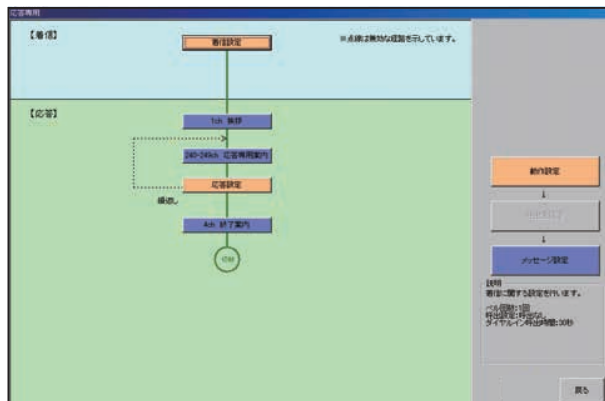 応答専用
【着信】
着信設定
※点線は無効な経路を示しています。
【応答】
1ch 挨拶
240-249ch 応答専用案内
応答設定
繰返し
4ch 終了案内
切断
動作設定
↓
↓
メッセージ設定
説明
着信に関する設定を行います。
ベル回数:1回
呼出設定:呼出なし
ダイヤルイン呼出時間:30秒
戻る